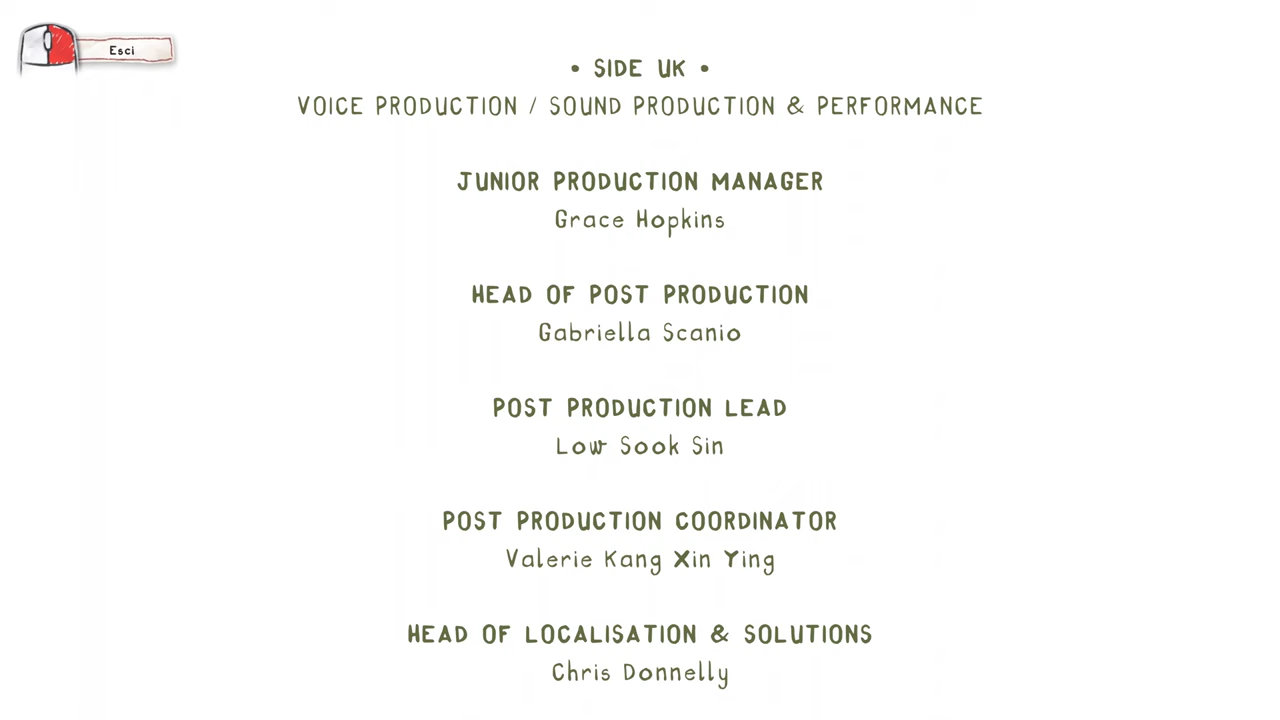 Esci
• SIDE UK •
VOICE PRODUCTION / SOUND PRODUCTION & PERFORMANCE
JUNIOR PRODUCTION MANAGER
Grace Hopkins
HEAD OF POST PRODUCTION
Gabriella Scanio
POST PRODUCTION LEAD
Low Sook Sin
POST PRODUCTION COORDINATOR
Valerie Kang Xin Ying
HEAD OF LOCALISATION & SOLUTIONS
Chris Donnelly